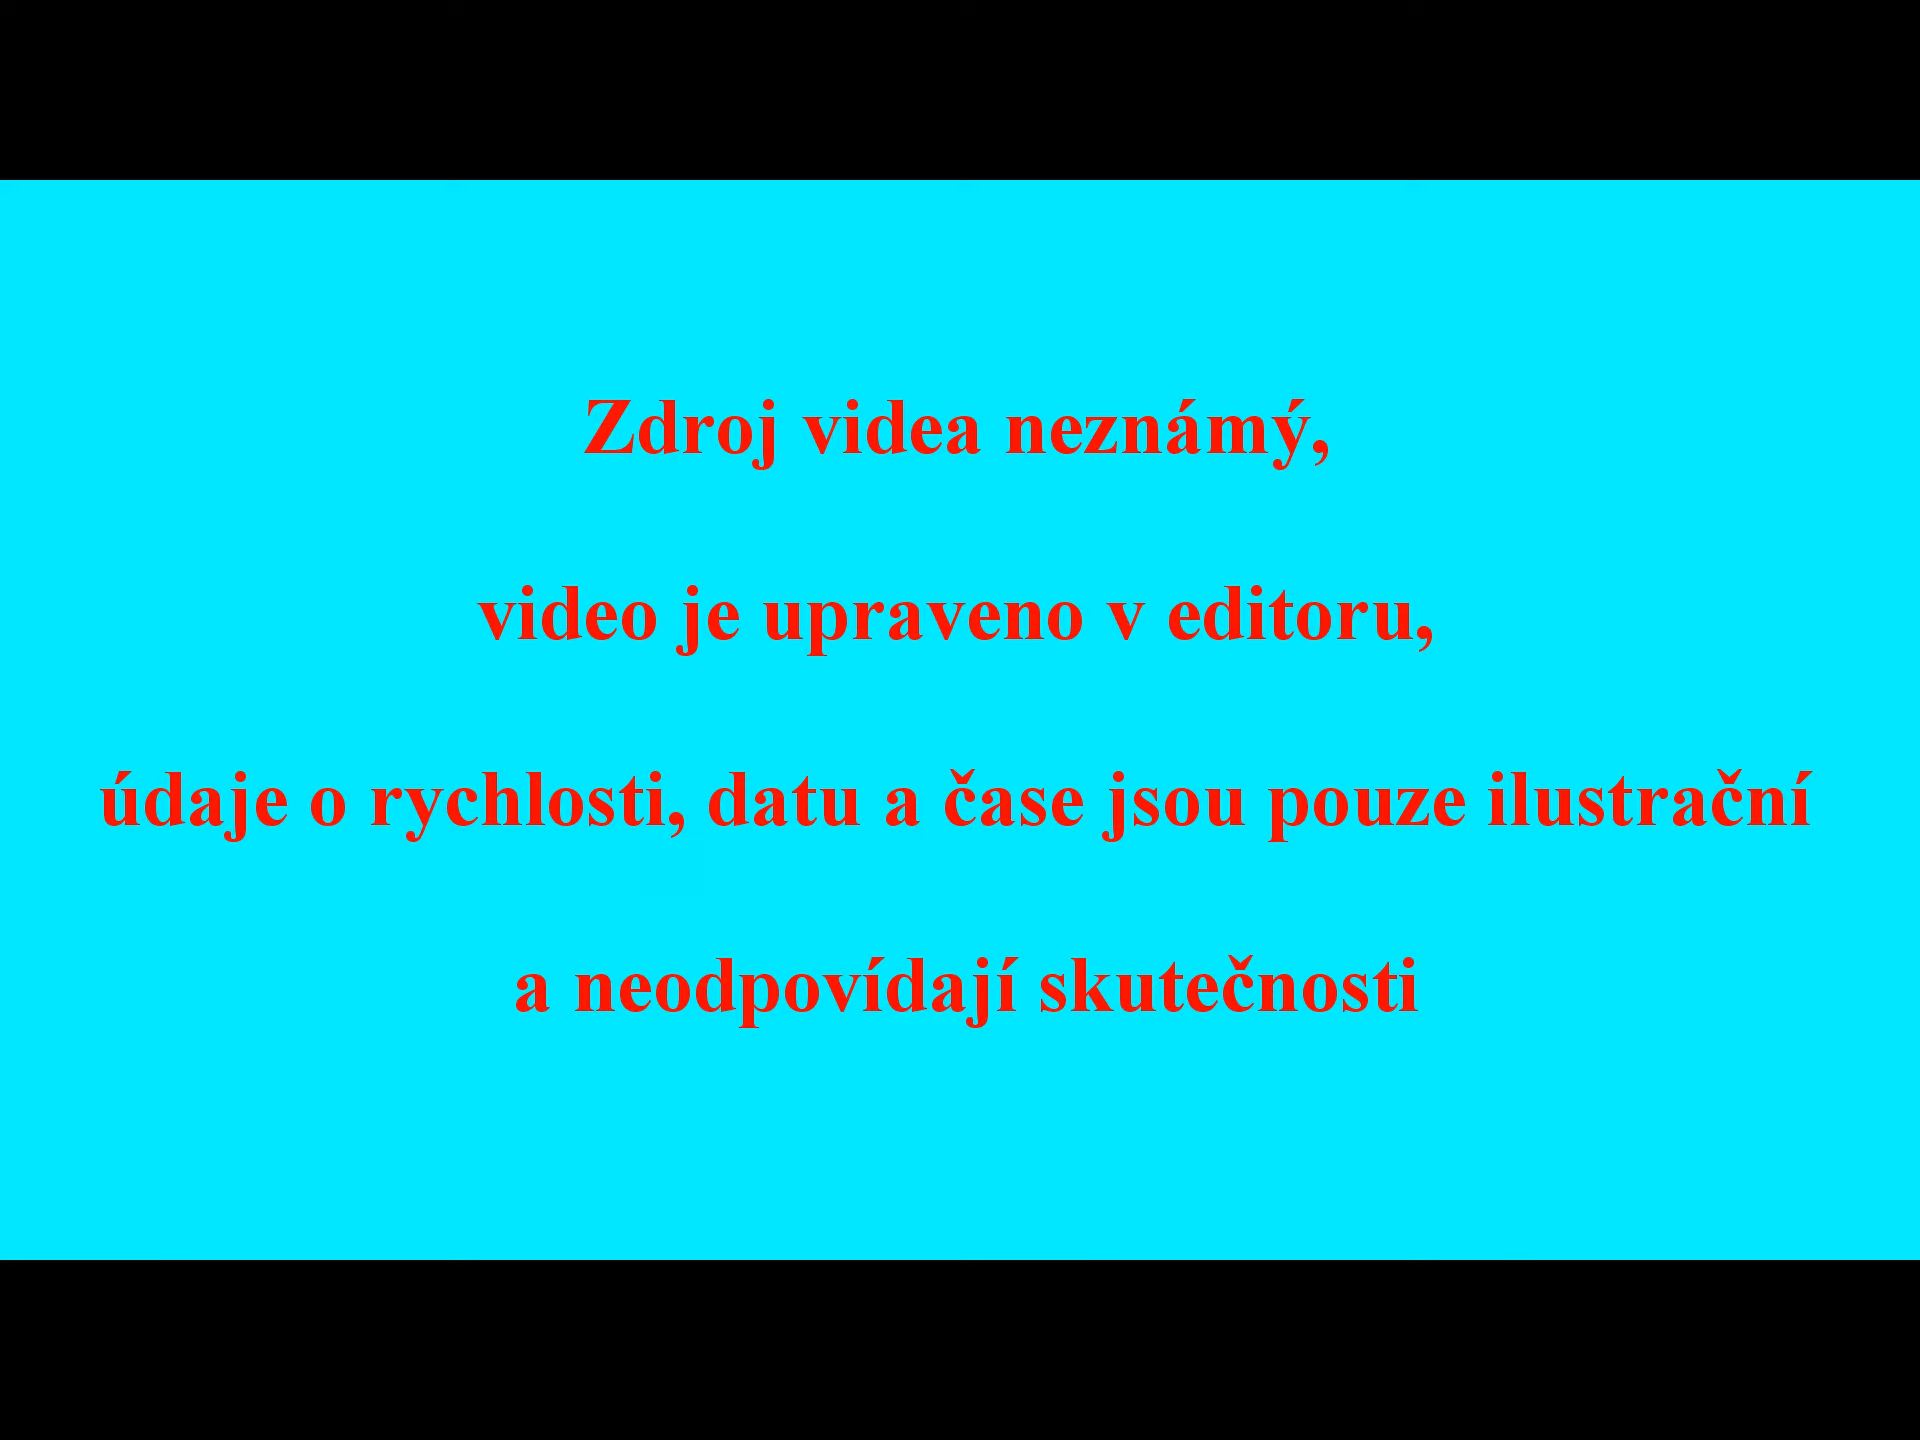 Zdroj videa neznámý,
video je upraveno v editoru,
údaje o rychlosti, datu a čase jsou pouze ilustrační
a neodpovídají skutečnosti